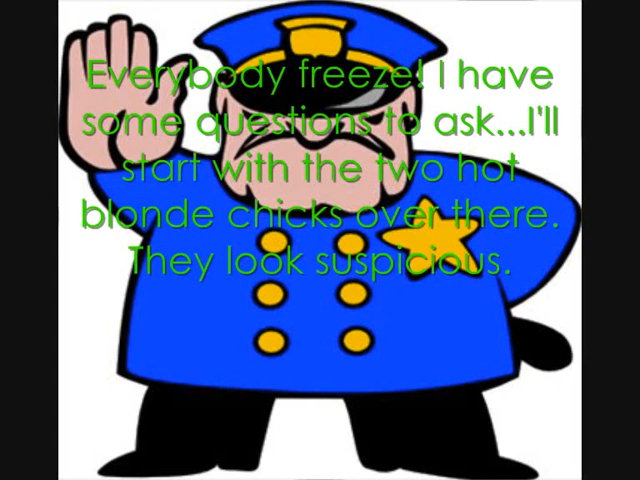 Everybody freeze! I have
some questions to ask...I'll
start with the two hot
blonde chicks over there.
They look suspicious.